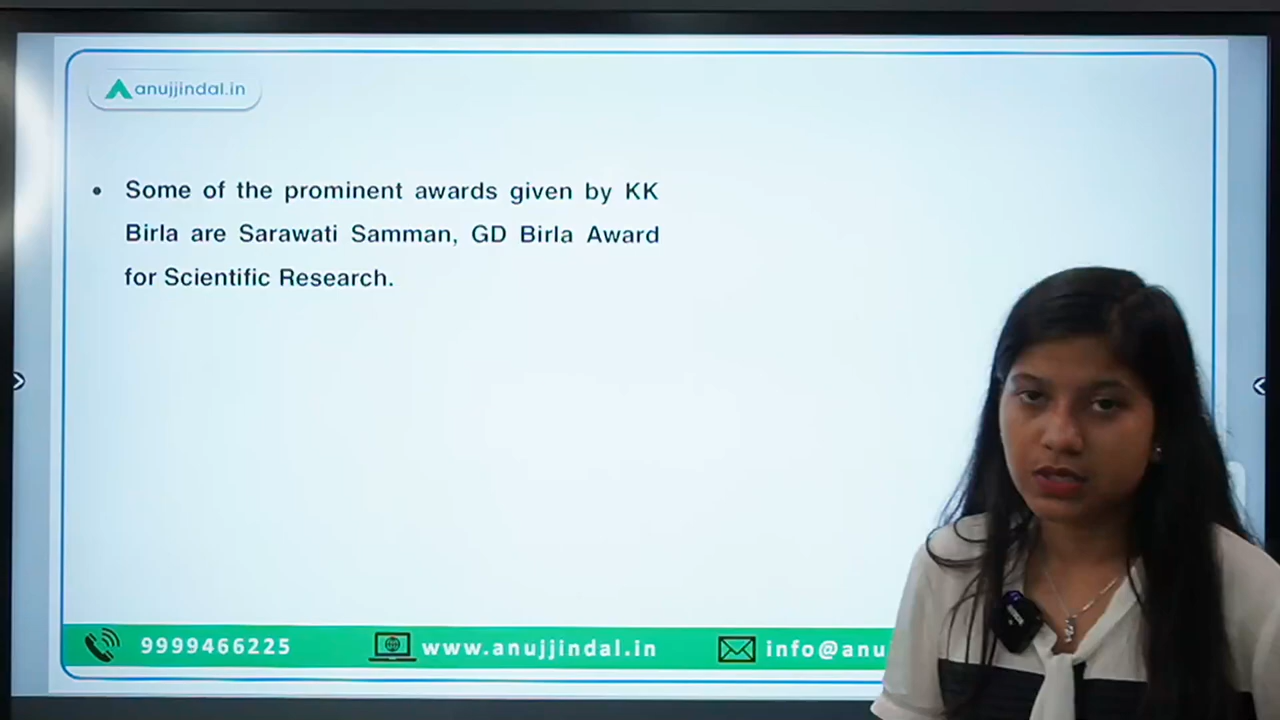 anujjindal.in
• Some of the prominent awards given by KK
Birla are Sarawati Samman, GD Birla Award
for Scientific Research.
9999466225 www.anujjindal.in info@anuj